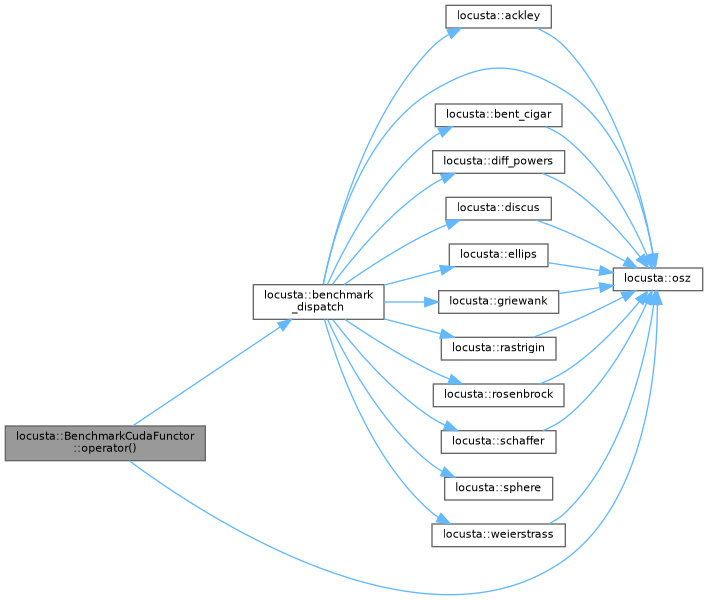 locusta::ackley
locusta::bent_cigar
locusta::diff_powers
locusta::discus
locusta::ellips
locusta::osz
locusta::benchmark
_dispatch
locusta::griewank
locusta::rastrigin
locusta::rosenbrock
locusta::BenchmarkCudaFunctor
::operator()
locusta::schaffer
locusta::sphere
locusta::weierstrass